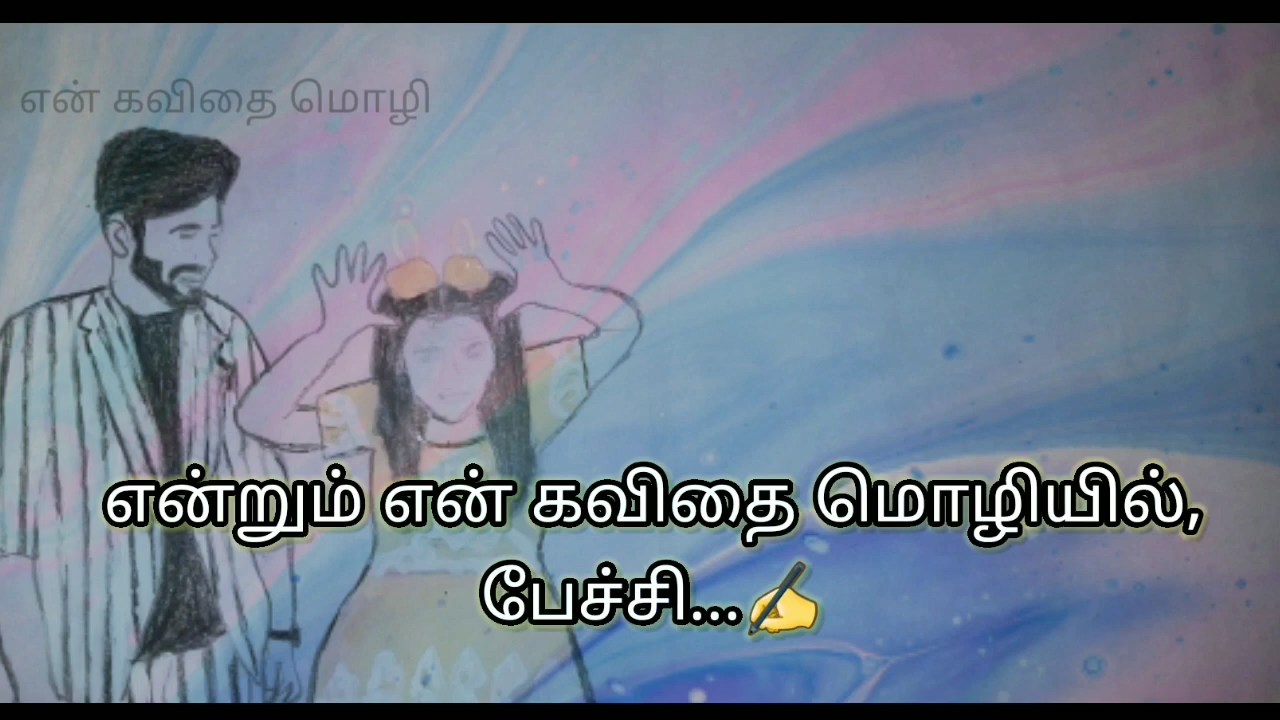 என் கவிதை மொழி
என்றும் என் கவிதை மொழியில்,
பேச்சி...✍